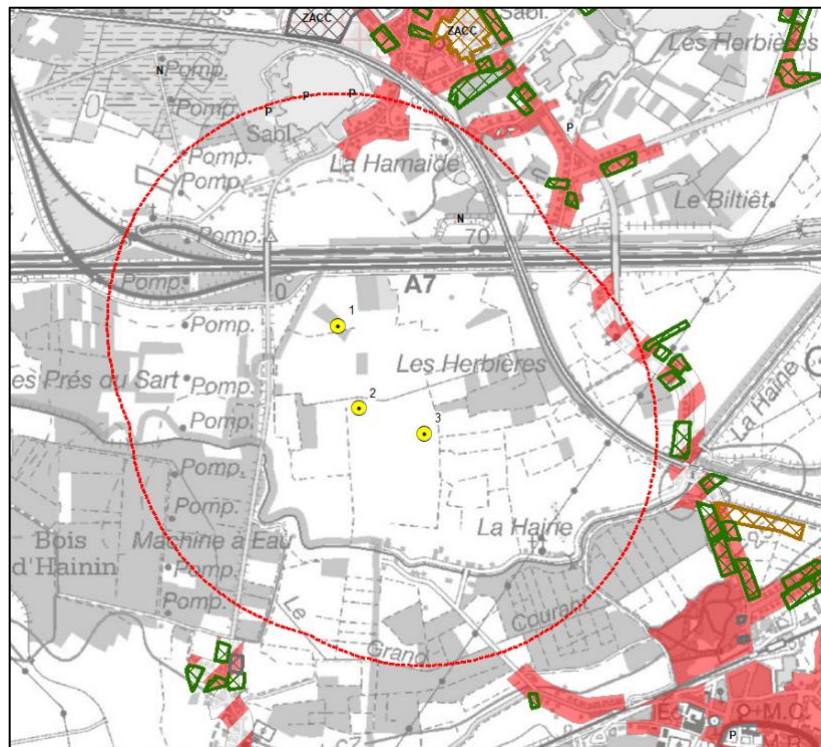 ZACC
ZACC
Sabl.
Les Herbières
Pomp.
N
Pomp.
P
P
P
P
Sabl.
Pomp.
La Hamaide
Pomp.
Le Biltiêt
N
Pomp.
70
Pomp.
0
A7
1
Pomp.
Les Herbières
es Prés du Sart
Pomp.
2
La Haine
3
Pomp.
Pomp.
Pomp.
La Haine
Bois
d'Hainin
Machine à Eau
Pomp.
Pomp.
Le
Grand
Courant
Ec.
M.C.
P